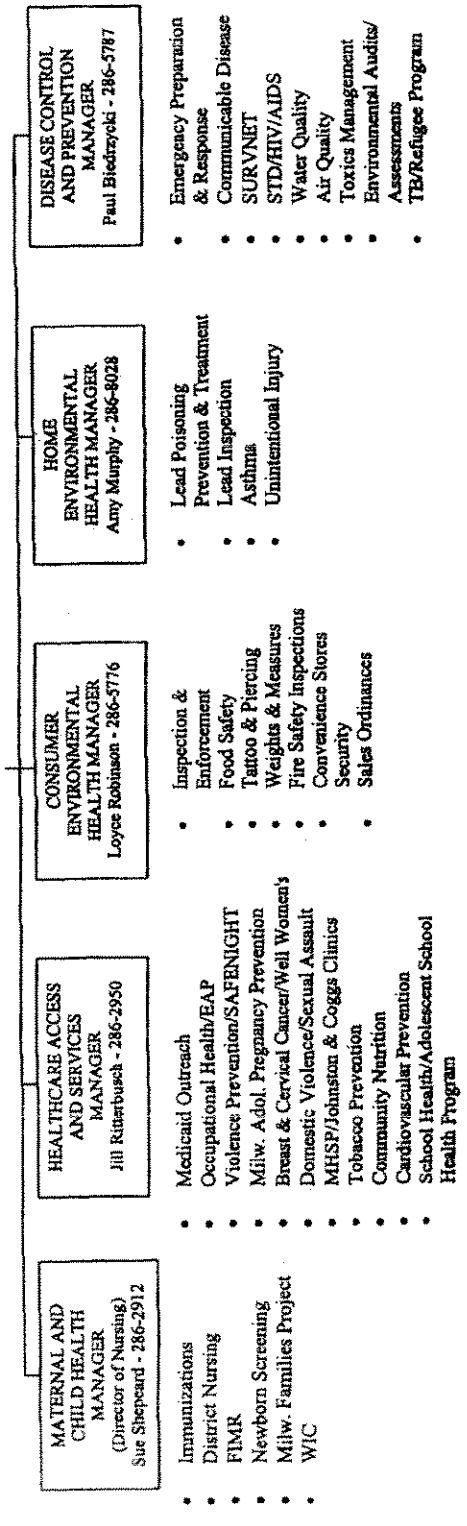 MATERNAL AND
CHILD HEALTH
MANAGER
(Director of Nursing)
Sue Shepeard - 286-2912
• Immunizations
• District Nursing
• FIMR
• Newborn Screening
• Milw. Families Project
• WIC
HEALTHCARE ACCESS
AND SERVICES
MANAGER
Jill Ritterbusch - 286-2950
• Medicaid Outreach
• Occupational Health/EAP
• Violence Prevention/SAFENIGHT
• Milw. Adol. Pregnancy Prevention
• Breast & Cervical Cancer/Well Women's
• Domestic Violence/Sexual Assault
• MHSP/Johnston & Coggs Clinics
• Tobacco Prevention
• Community Nutrition
• Cardiovascular Prevention
• School Health/Adolescent School
Health Program
CONSUMER
ENVIRONMENTAL
HEALTH MANAGER
Loyce Robinson - 286-5776
• Inspection &
Enforcement
• Food Safety
• Tattoo & Piercing
• Weights & Measures
• Fire Safety Inspections
• Convenience Stores
Security
• Sales Ordinances
HOME
ENVIRONMENTAL
HEALTH MANAGER
Amy Murphy - 286-8028
• Lead Poisoning
Prevention & Treatment
• Lead Inspection
• Asthma
• Unintentional Injury
DISEASE CONTROL
AND PREVENTION
MANAGER
Paul Biedrzycki - 286-5787
• Emergency Preparation
& Response
• Communicable Disease
• SURVNET
• STD/HIV/AIDS
• Water Quality
• Air Quality
• Toxics Management
• Environmental Audits/
Assessments
• TB/Refugee Program